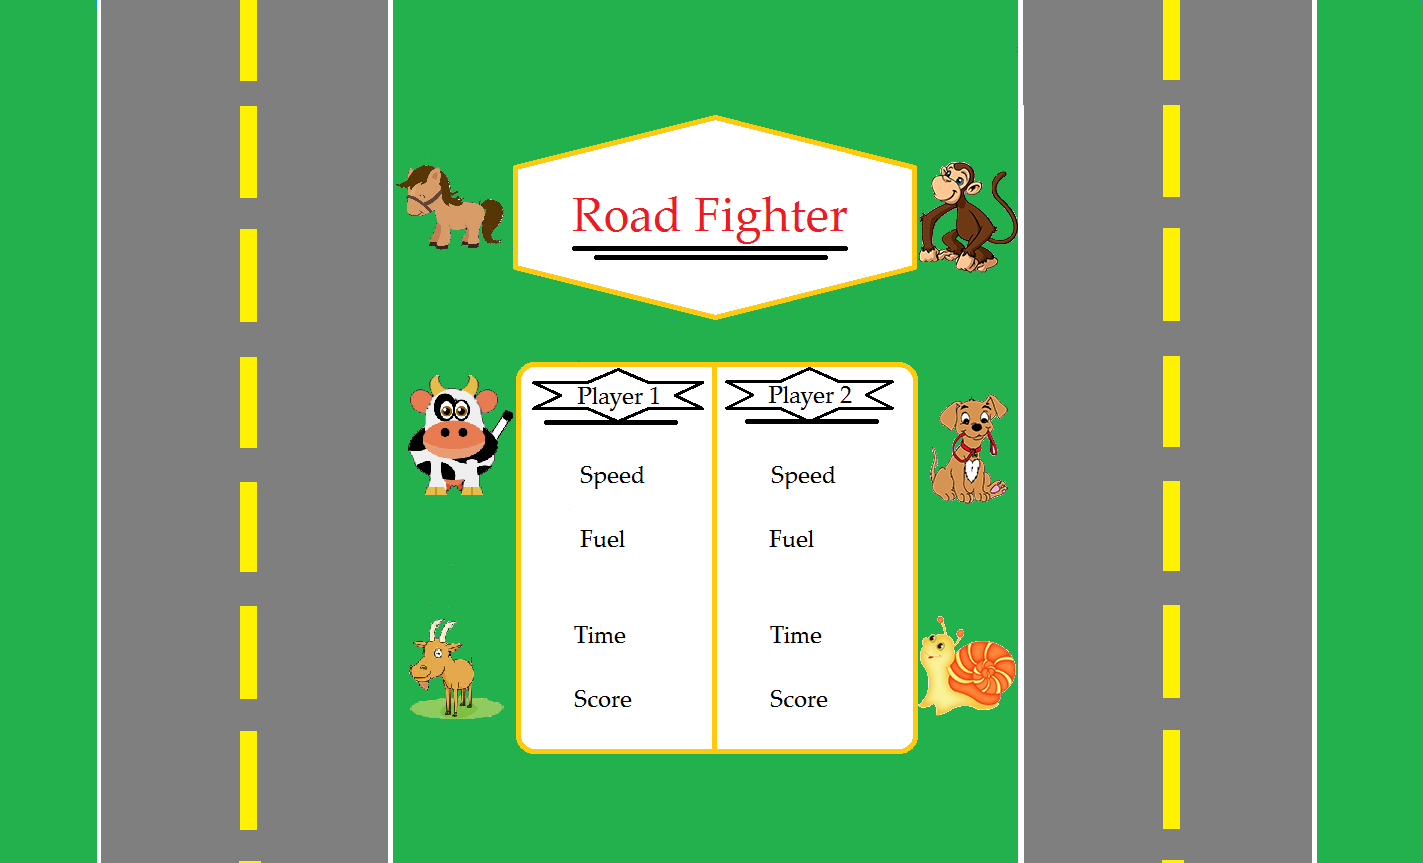 Road Fighter
Player 1
Speed
Fuel
Time
Score
Player 2
Speed
Fuel
Time
Score